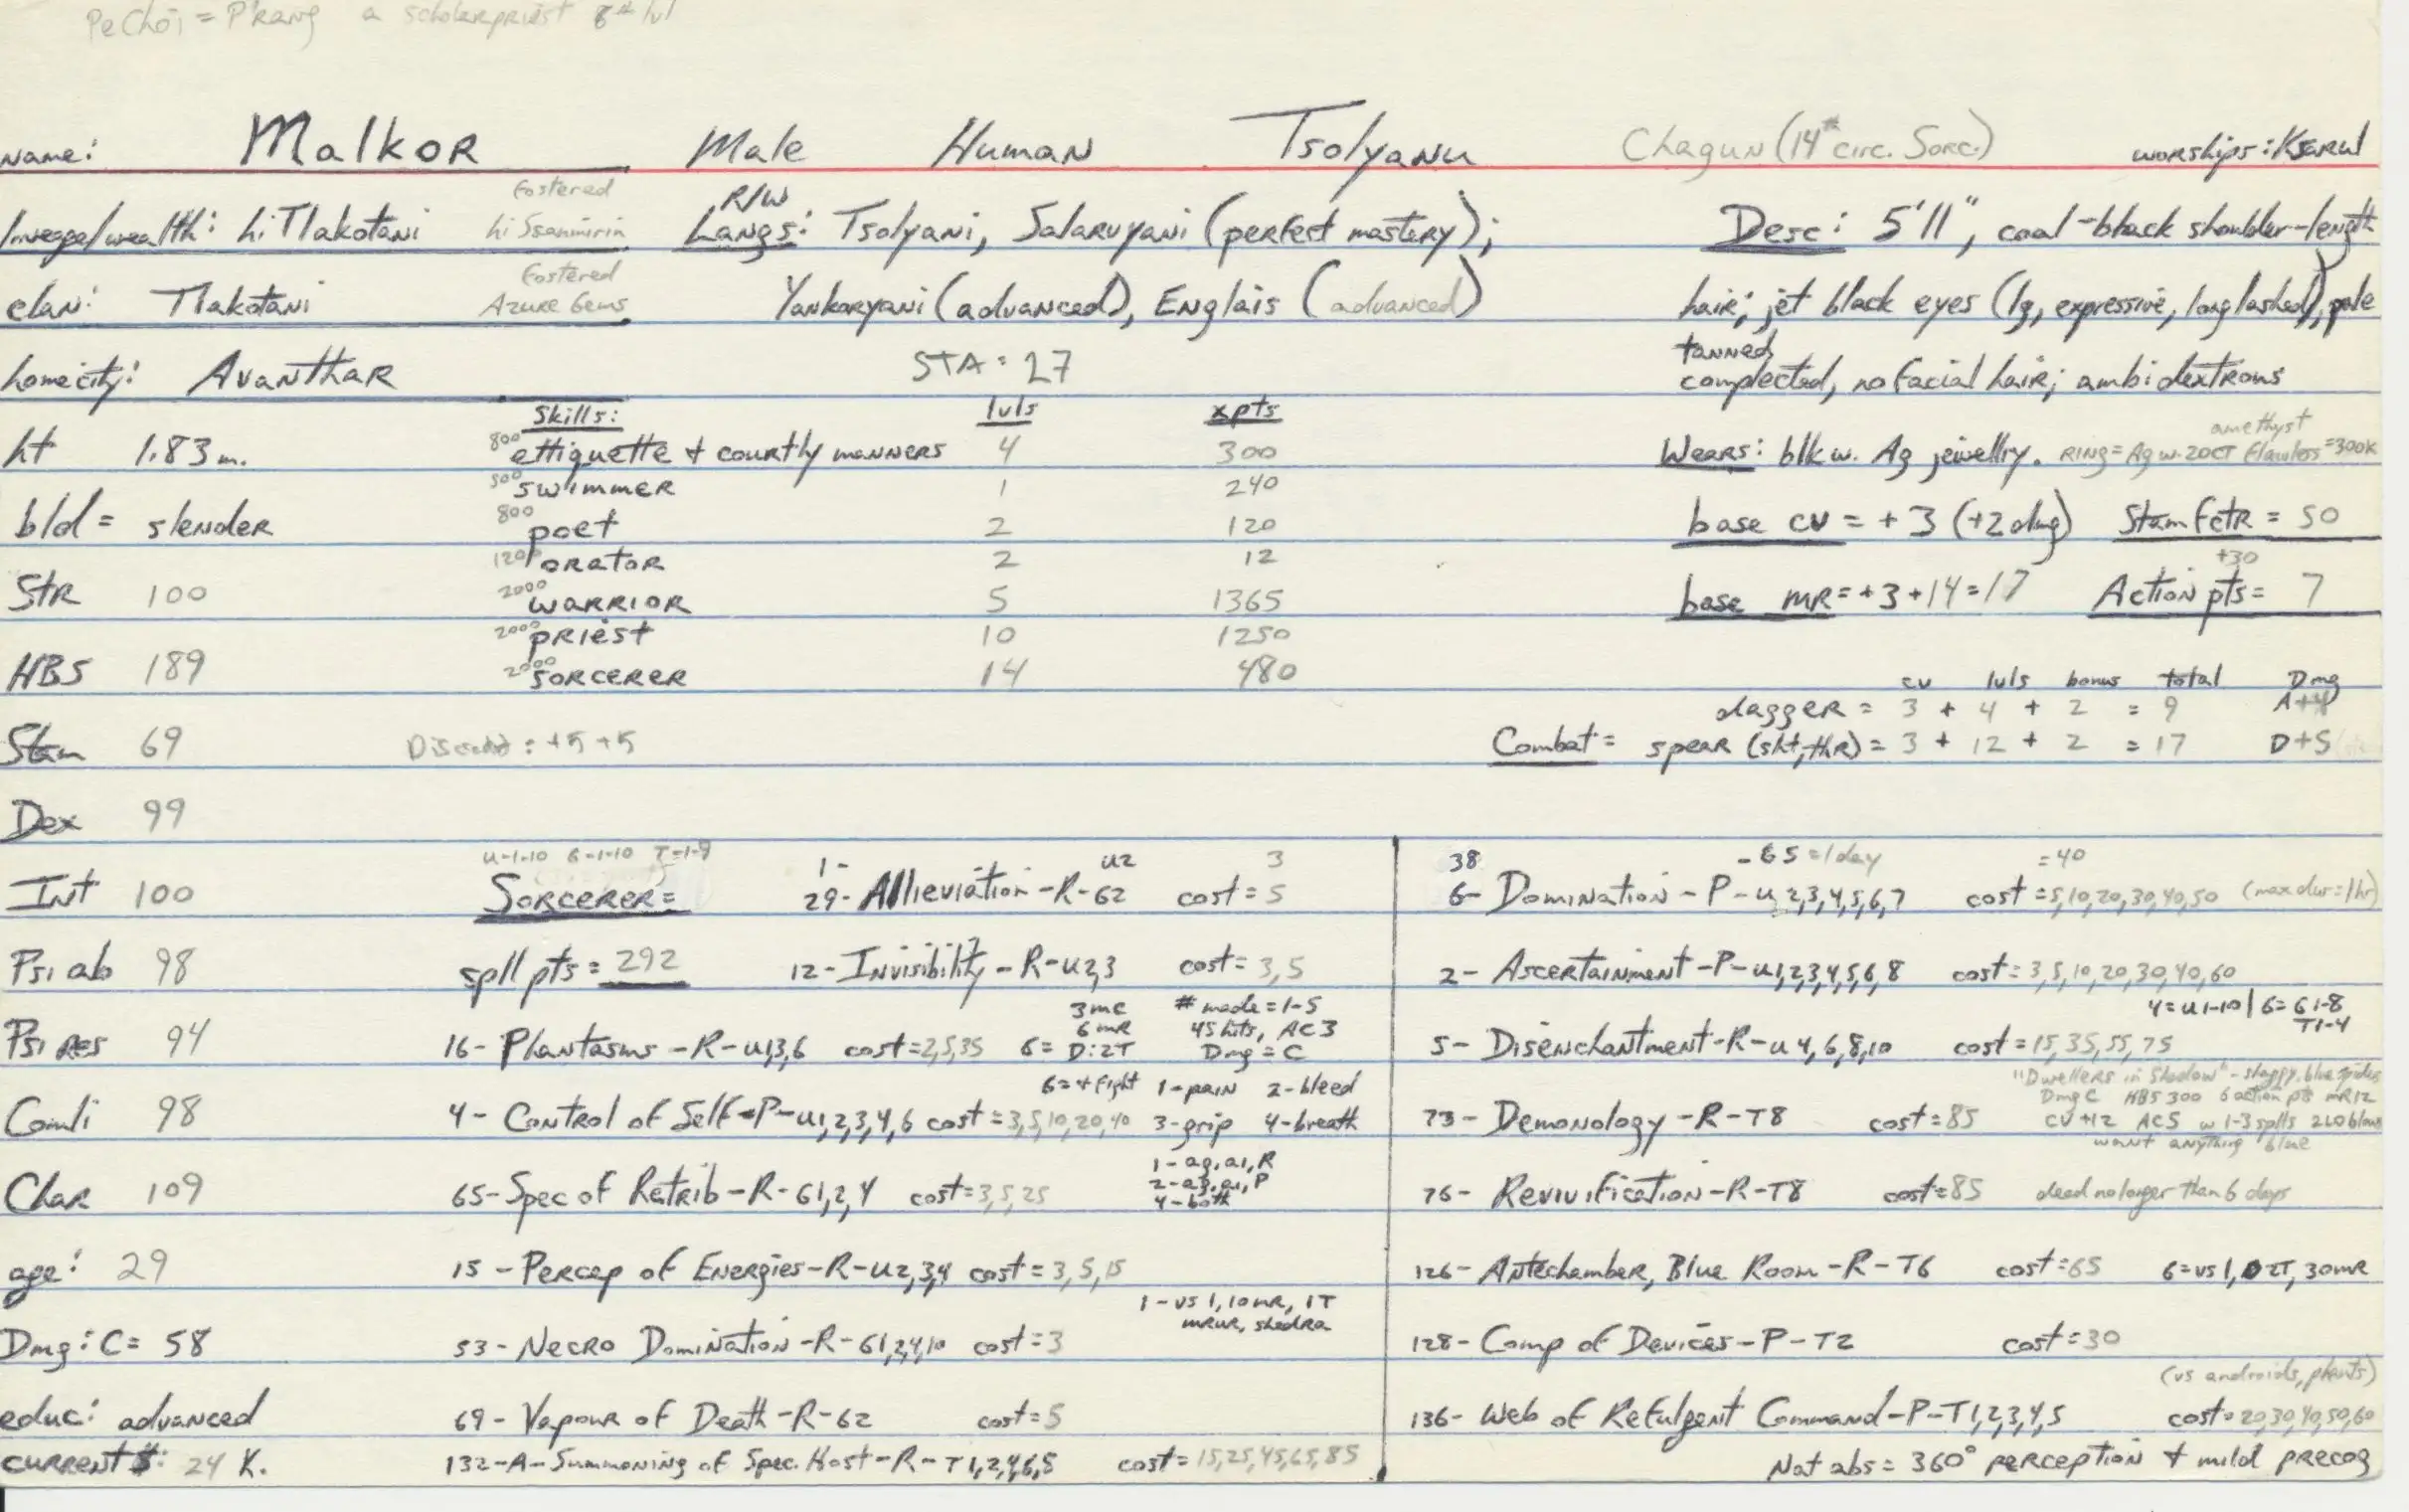 PeChoi = P'rang a scholarpriest 8th lvl
Name: Malkor Male Human Tsolyanu Chagun (14th circ. Sorc.) worships: Ksarul
fostered
lineage/wealth: hiTlakotani hi Ssanmirin R/W Langs: Tsolyani, Salaruyani (perfect mastery); Desc: 5'11", coal-black shoulder-length
fostered
clan: Tlakotani Azure Gems Yankoryani (advanced), Englais (advanced) hair; jet black eyes (lg, expressive, long lashed), pale
tanned
home city: Avanthar STA: 27 complected, no facial hair; ambidextrous
Skills: lvls xpts
amethyst
ht 1.83 m. 800 ettiquette + courtly manners 4 300 Wears: blk w. Ag jewellry. RING = Ag w. 20CT flawless = 300K
500 swimmer 1 240
bld = slender 800 poet 2 120 base cv = +3 (+2 dmg) Stam fctr = 50
1200 orator 2 12 +30
Str 100 2000 warrior 5 1365 base MR = +3+14=17 Action pts = 7
2000 priest 10 1250
HBS 189 2000 sorcerer 14 480
cv lvls bonus total Dmg
dagger = 3 + 4 + 2 = 9 A+4
Stam 69 : +5 +5 Combat = spear (sht, thr) = 3 + 12 + 2 = 17 D+5
Dex 99
U-1-10 G-1-10 T=1-9
Int 100 Sorcerer =
Psi ab 98 spll pts = 292
Psi Res 94
Comli 98
Char 109
age: 29
Dmg: C = 58
educ: advanced
current $: 24 K.
1- U2 3
29- Allieviation-R-G2 cost = 5
12- Invisibility-R-U2,3 cost = 3,5
3mc # made = 1-5
6mr 45 hits, AC3
16- Phantasms-R-U1,3,6 cost = 2,5,35 6= D:2T Dmg = C
6=+fight 1-pain 2-bleed
4- Control of Self-P-U1,2,3,4,6 cost = 3,5,10,20,40 3-grip 4-breath
1-ag, ai, R
2-ag, ai, P
65- Spec of Retrib-R-G1,2,4 cost = 3,5,25 4-both
15- Percep of Energies-R-U2,3,4 cost = 3,5,15
1-vs 1, 10MR, 1T
mrur, shedra
53- Necro Domination-R-G1,2,4,10 cost = 3
69- Vapour of Death-R-G2 cost = 5
132-A-Summoning of Spec. Host-R-T1,2,4,6,8 cost = 15,25,45,65,85
38 -G5 = 1/day = 40
6- Domination-P-U2,3,4,5,6,7 cost = 5,10,20,30,40,50 (max dur = 1hr)
2- Ascertainment-P-U1,2,3,4,5,6,8 cost = 3,5,10,20,30,40,60
4=U1-10 | 6= G1-8
T1-4
5- Disenchantment-R-U4,6,8,10 cost = 15,35,55,75
"Dwellers in Shadow" - blue
Dmg C HBS 300 6 action pts MR12
73- Demonology-R-T8 cost = 85 CV +12 AC5 w 1-3 splls
want anything blue
76- Revivification-R-T8 cost = 85 dead no longer than 6 days
126- Antechamber, Blue Room-R-T6 cost = 65 6=vs 1, 2T, 30MR
128- Comp of Devices-P-T2 cost = 30
(vs androids, plants)
136- Web of Refulgent Command-P-T1,2,3,4,5 cost = 20,30,40,50,60
Nat abs = 360° perception + mild precog